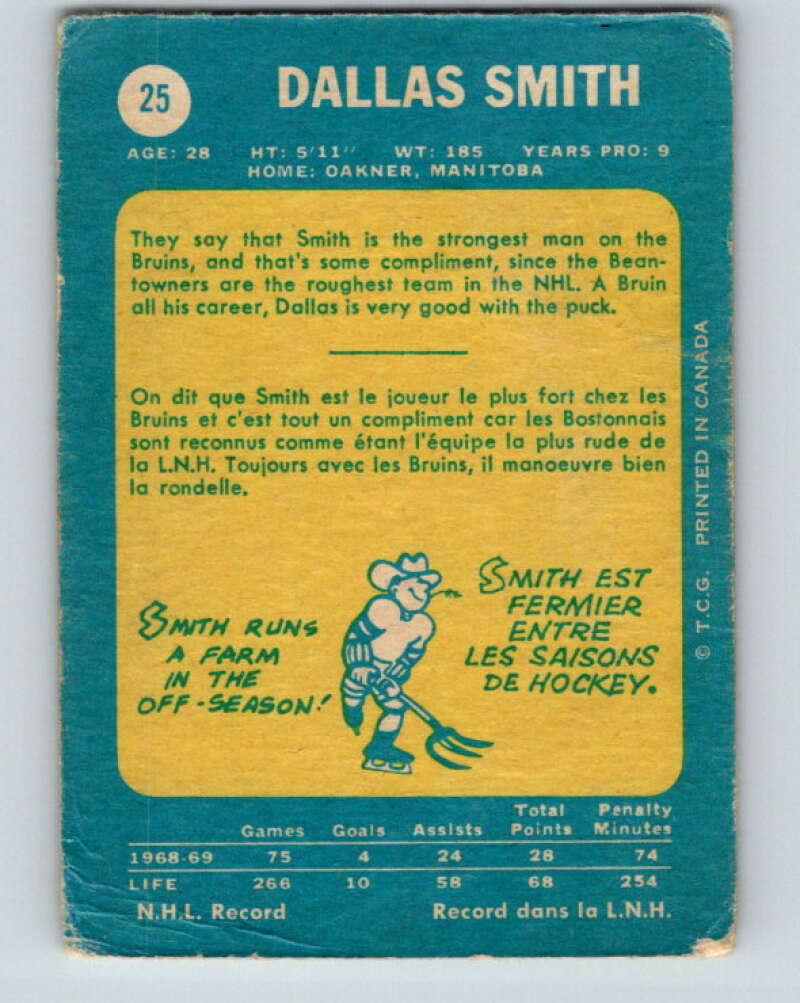 25
DALLAS SMITH
AGE: 28 HT: 5'11" WT: 185 YEARS PRO: 9
HOME: OAKNER, MANITOBA
They say that Smith is the strongest man on the
Bruins, and that's some compliment, since the Bean-
towners are the roughest team in the NHL. A Bruin
all his career, Dallas is very good with the puck.
On dit que Smith est le joueur le plus fort chez les
Bruins et c'est tout un compliment car les Bostonnais
sont reconnus comme étant l'équipe la plus rude de
la L.N.H. Toujours avec les Bruins, il manoeuvre bien
la rondelle.
SMITH RUNS
A FARM
IN THE
OFF-SEASON!
SMITH EST
FERMIER
ENTRE
LES SAISONS
DE HOCKEY.
© T.C.G. PRINTED IN CANADA
Total Penalty
Games Goals Assists Points Minutes
1968-69 75 4 24 28 74
LIFE 266 10 58 68 254
N.H.L. Record Record dans la L.N.H.